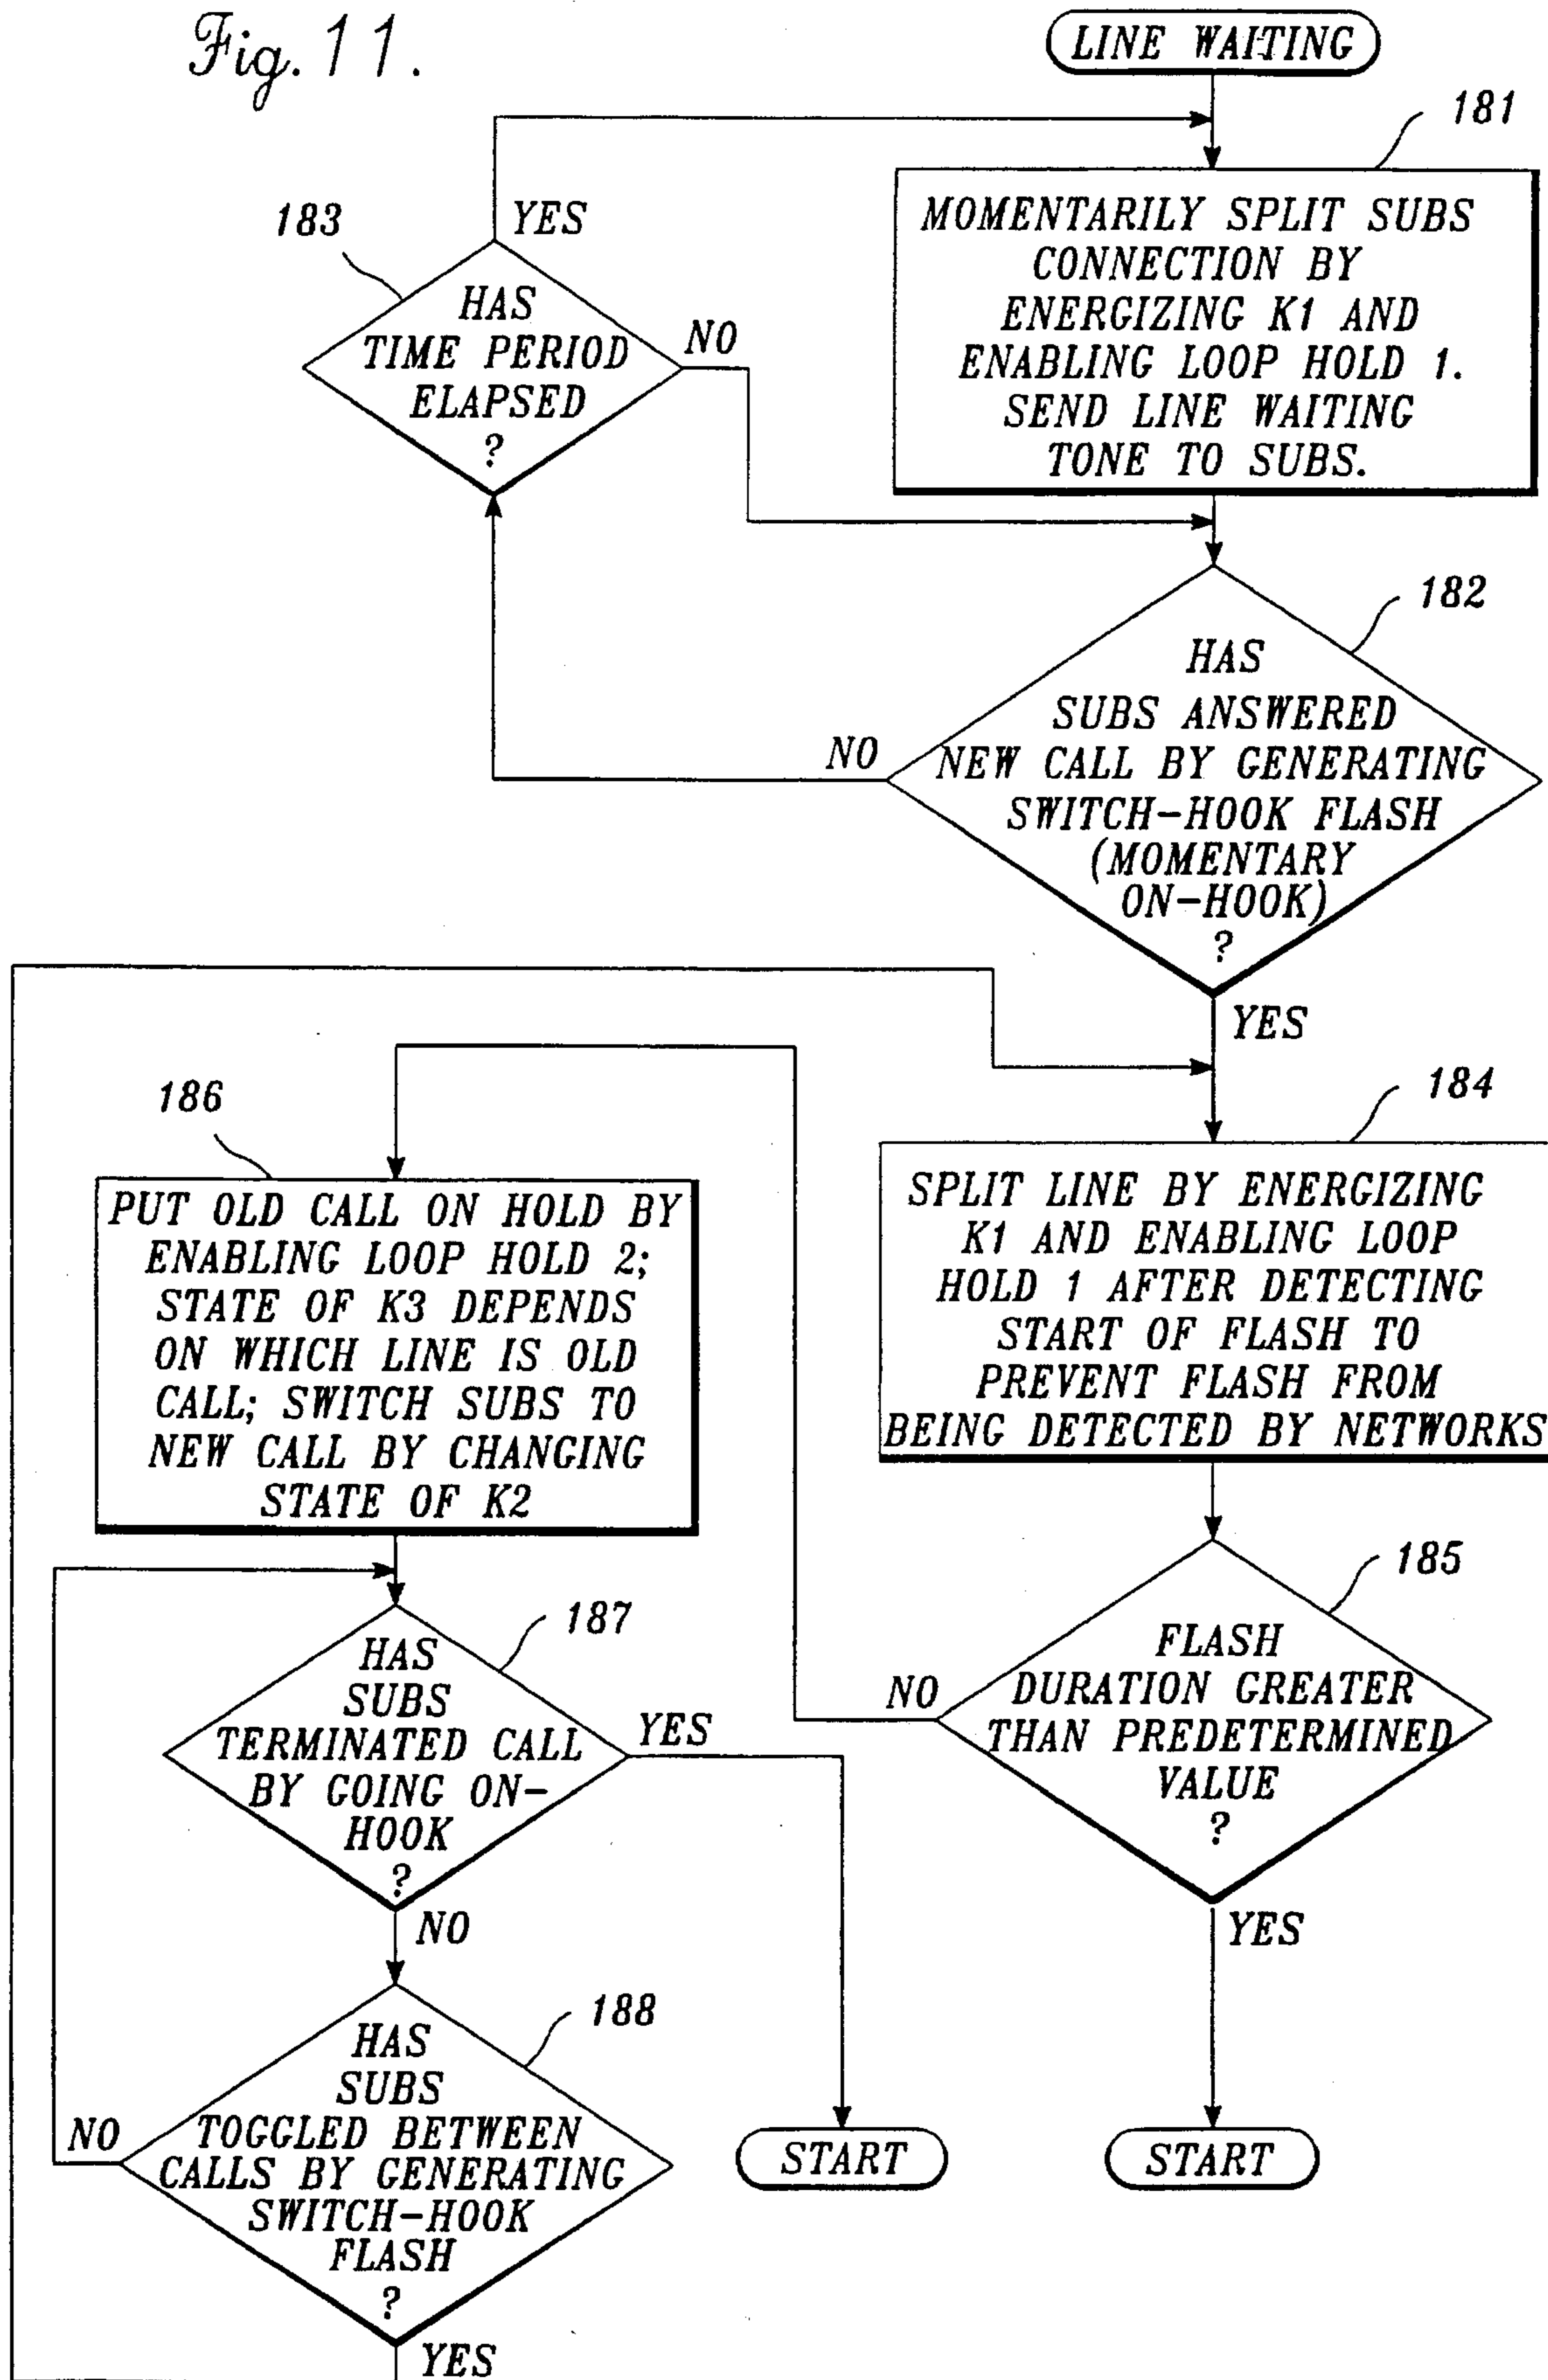 Fig. 11.
LINE WAITING
181
MOMENTARILY SPLIT SUBS
CONNECTION BY
ENERGIZING K1 AND
ENABLING LOOP HOLD 1.
SEND LINE WAITING
TONE TO SUBS.
183
YES
HAS
TIME PERIOD
ELAPSED
?
NO
182
HAS
SUBS ANSWERED
NEW CALL BY GENERATING
SWITCH-HOOK FLASH
(MOMENTARY
ON-HOOK)
?
NO
YES
184
SPLIT LINE BY ENERGIZING
K1 AND ENABLING LOOP
HOLD 1 AFTER DETECTING
START OF FLASH TO
PREVENT FLASH FROM
BEING DETECTED BY NETWORKS
186
PUT OLD CALL ON HOLD BY
ENABLING LOOP HOLD 2;
STATE OF K3 DEPENDS
ON WHICH LINE IS OLD
CALL; SWITCH SUBS TO
NEW CALL BY CHANGING
STATE OF K2
185
FLASH
DURATION GREATER
THAN PREDETERMINED
VALUE
?
NO
YES
START
187
HAS
SUBS
TERMINATED CALL
BY GOING ON-
HOOK
?
YES
NO
START
188
HAS
SUBS
TOGGLED BETWEEN
CALLS BY GENERATING
SWITCH-HOOK
FLASH
?
NO
YES